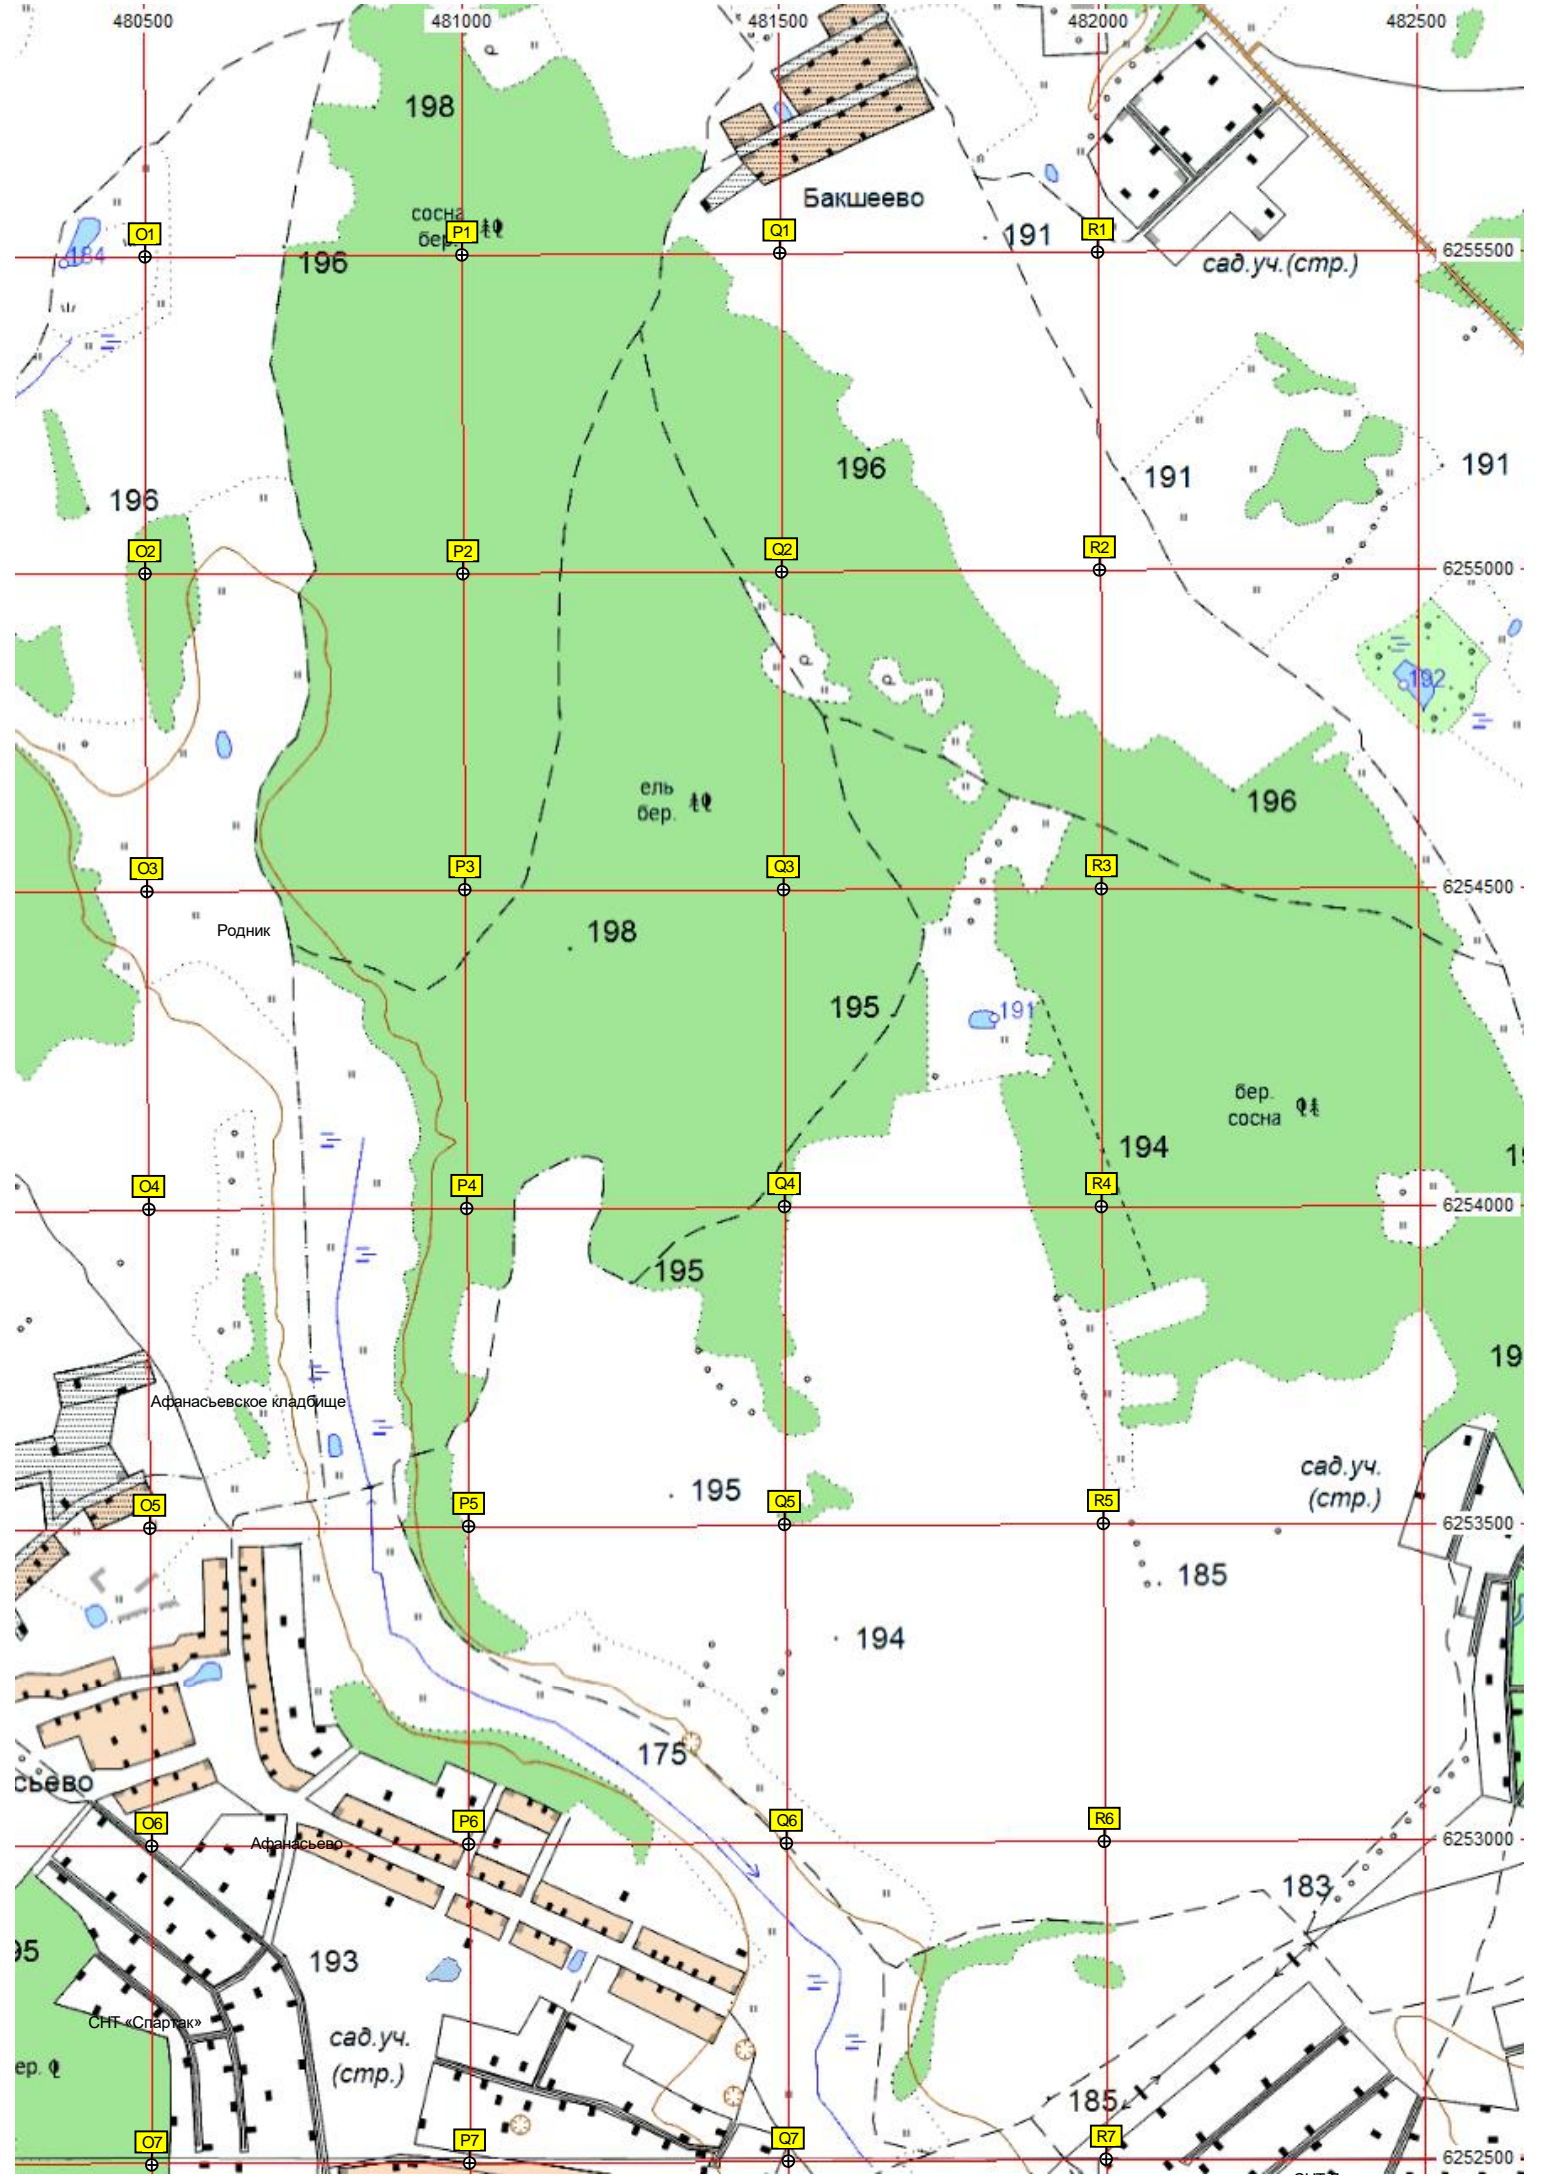 480500 481000 481500 482000 482500
198
Бакшеево
сосна
бер.
O1 P1 Q1 R1
191
184
196
6255500
сад.уч.(стр.)
196
191
191
196
O2 P2 Q2 R2
6255000
192
ель
бер.
196
O3 P3 Q3 R3
6254500
Родник
198
195
191
бер.
сосна
194
O4 P4 Q4 R4
6254000
195
19
Афанасьевское кладбище
сад.уч.
(стр.)
195
O5 P5 Q5 R5
6253500
185
194
175
сьево
O6 P6 Q6 R6
Афанасьево
6253000
183
95
193
СНТ «Спартак»
сад.уч.
(стр.)
ер.
185
O7 P7 Q7 R7
6252500